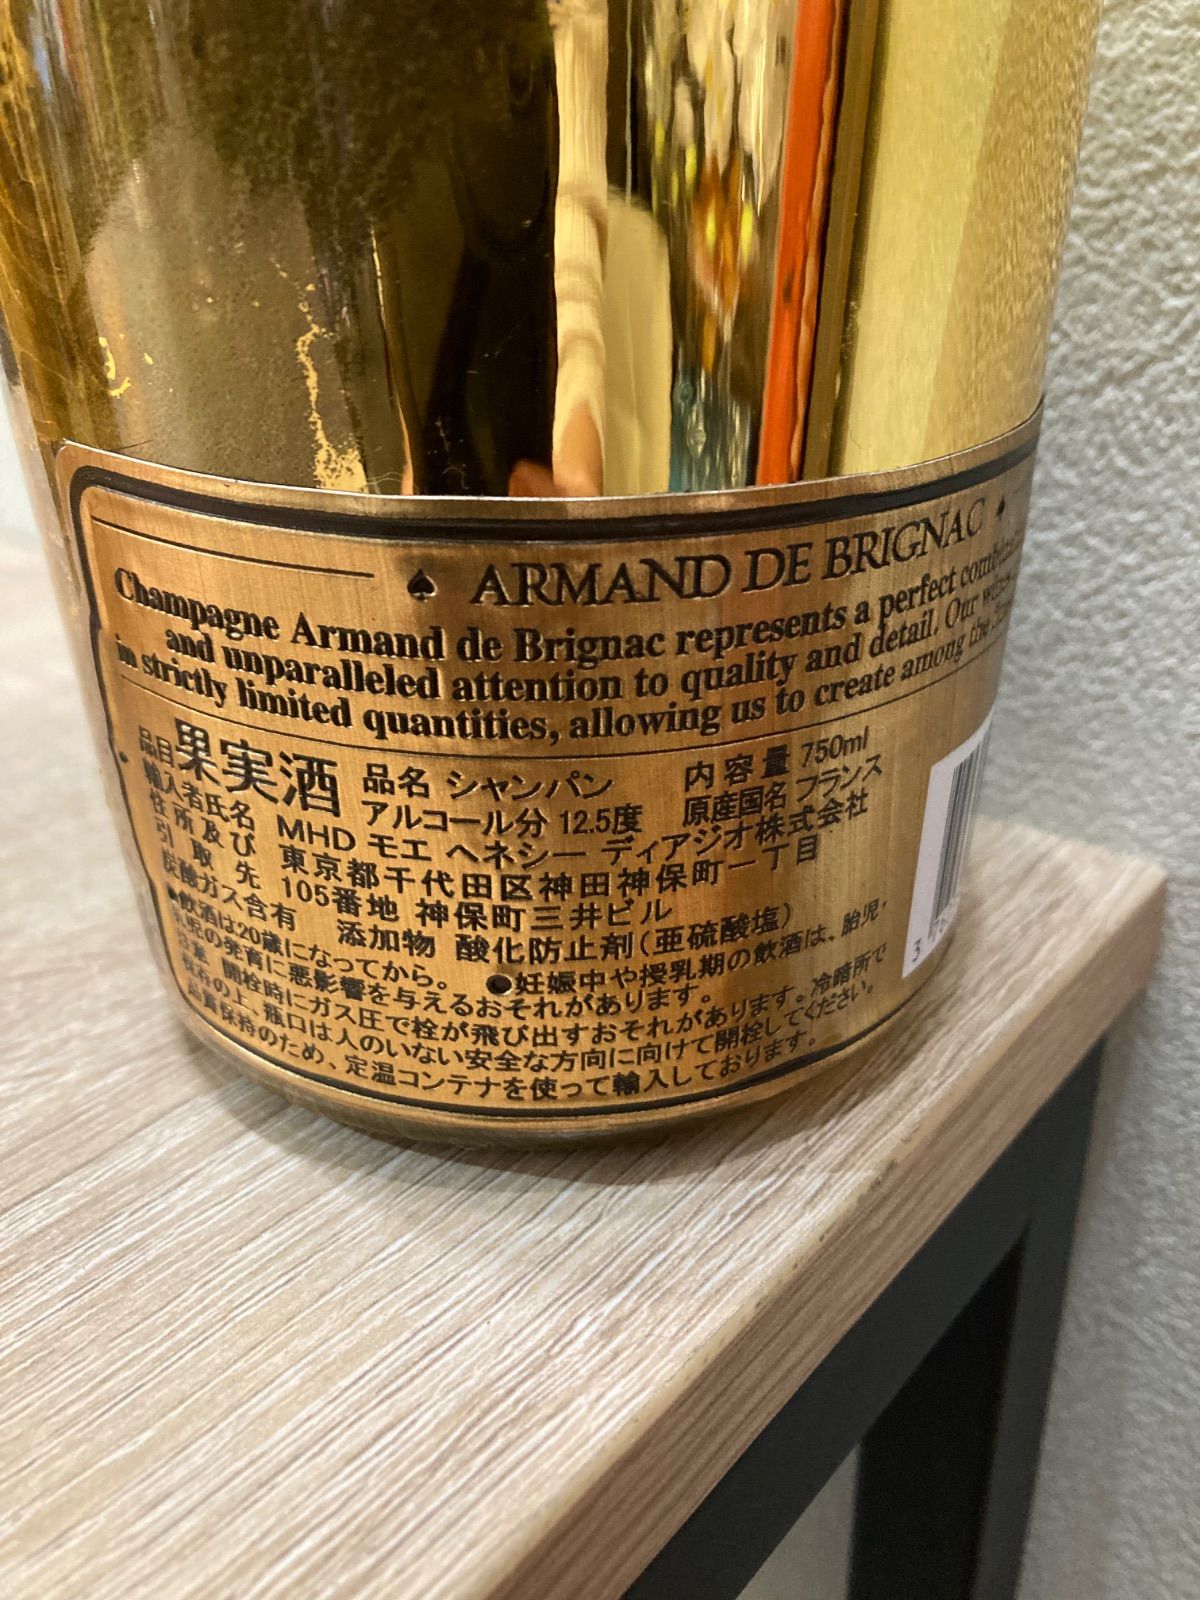 ♠ ARMAND DE BRIGNAC ♠
Champagne Armand de Brignac represents a perfect
and unparalleled attention to quality and detail. Our
in strictly limited quantities, allowing us to create among the
品目 果実酒 品名 シャンパン 内容量 750ml
アルコール分 12.5度 原産国名 フランス
輸入者氏名 MHD モエ ヘネシー ディアジオ株式会社
住所及び 東京都千代田区神田神保町一丁目
引取先 105番地 神保町三井ビル
炭酸ガス含有 添加物 酸化防止剤(亜硫酸塩)
●飲酒は20歳になってから。 ●妊娠中や授乳期の飲酒は、胎児・
乳児の発育に悪影響を与えるおそれがあります。
注意 開栓時にガス圧で栓が飛び出すおそれがあります。冷暗所で
保存の上、瓶口は人のいない安全な方向に向けて開栓してください。
品質保持のため、定温コンテナを使って輸入しております。